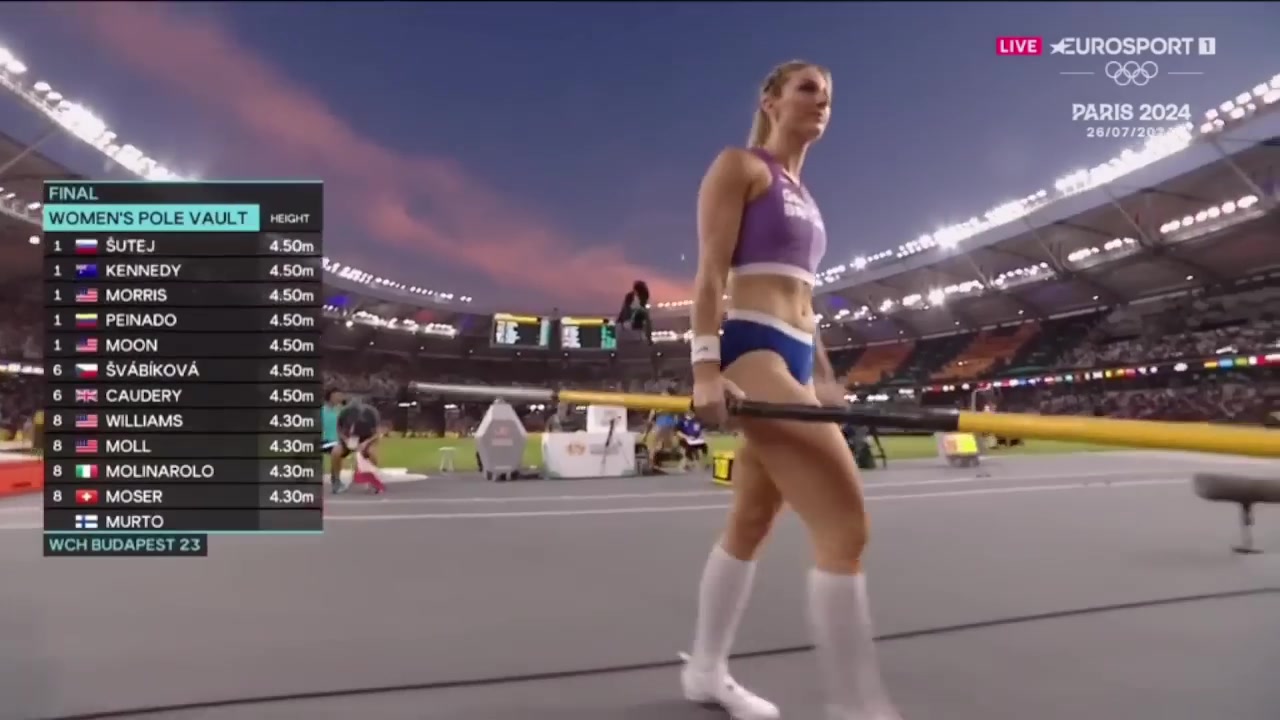 LIVE EUROSPORT 1
PARIS 2024
26/07/2024
FINAL
WOMEN'S POLE VAULT HEIGHT
1 ŠUTEJ 4.50m
1 KENNEDY 4.50m
1 MORRIS 4.50m
1 PEINADO 4.50m
1 MOON 4.50m
6 ŠVÁBÍKOVÁ 4.50m
6 CAUDERY 4.50m
8 WILLIAMS 4.30m
8 MOLL 4.30m
8 MOLINAROLO 4.30m
8 MOSER 4.30m
MURTO
WCH BUDAPEST 23